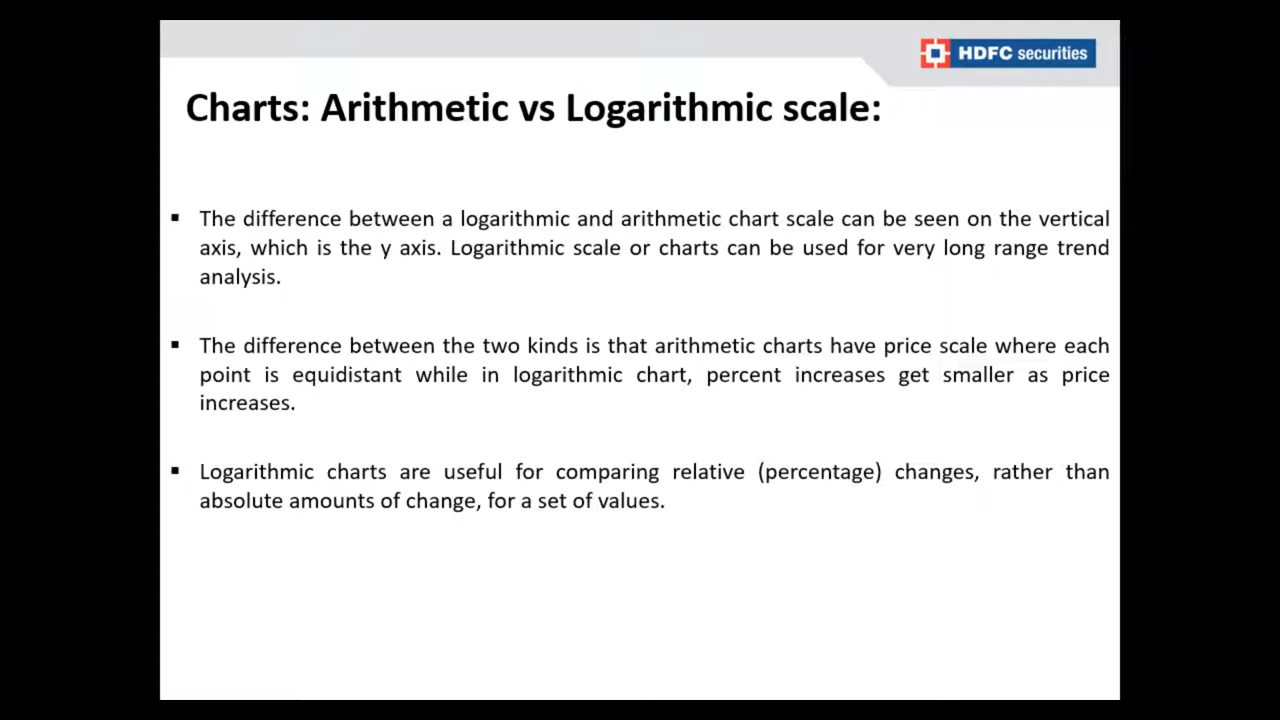 HDFC securities
Charts: Arithmetic vs Logarithmic scale:
▪ The difference between a logarithmic and arithmetic chart scale can be seen on the vertical
axis, which is the y axis. Logarithmic scale or charts can be used for very long range trend
analysis.
▪ The difference between the two kinds is that arithmetic charts have price scale where each
point is equidistant while in logarithmic chart, percent increases get smaller as price
increases.
▪ Logarithmic charts are useful for comparing relative (percentage) changes, rather than
absolute amounts of change, for a set of values.